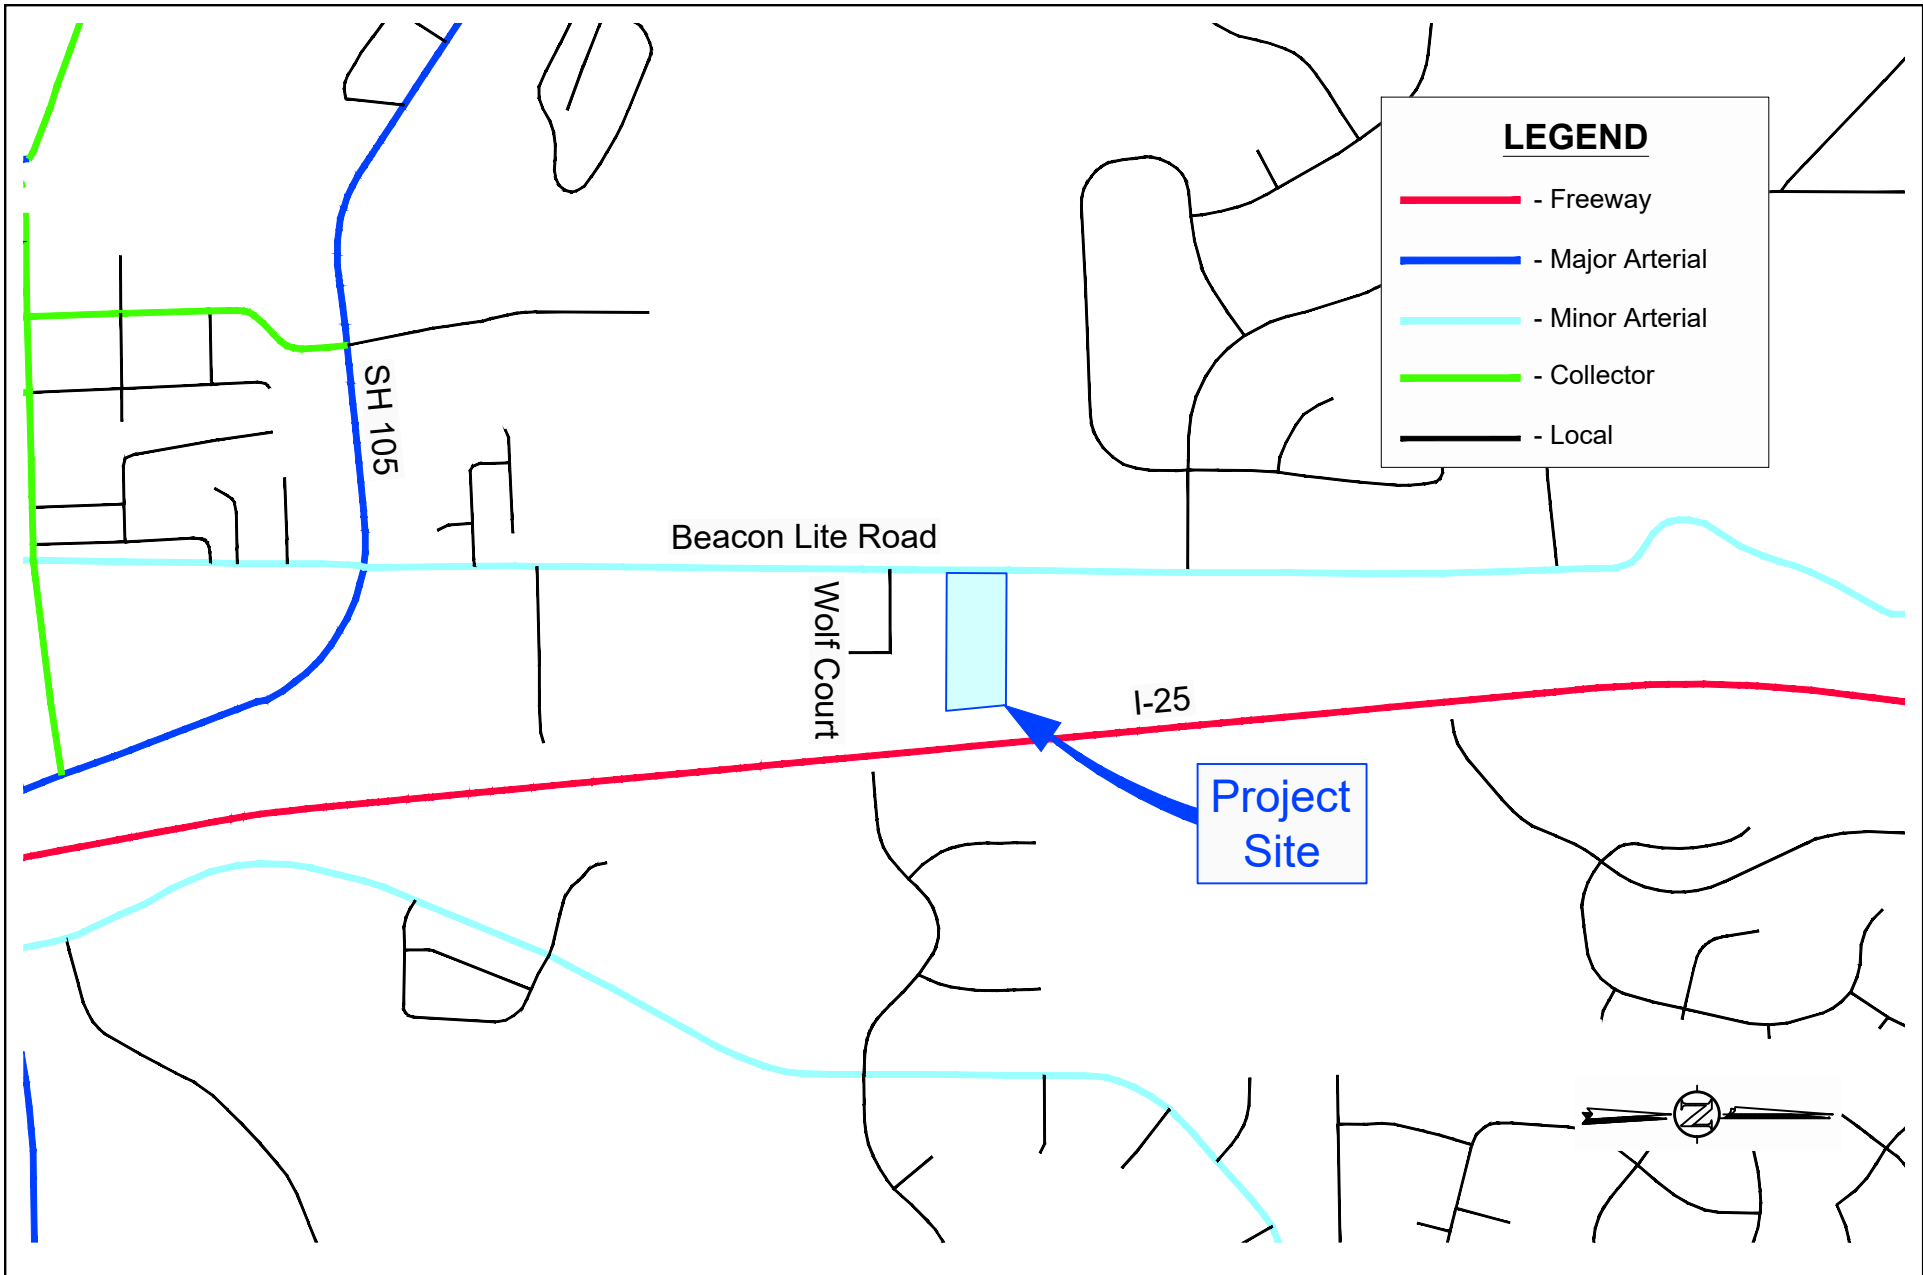 LEGEND
- Freeway
- Major Arterial
- Minor Arterial
- Collector
- Local
SH 105
Beacon Lite Road
Wolf Court
I-25
Project
Site
N